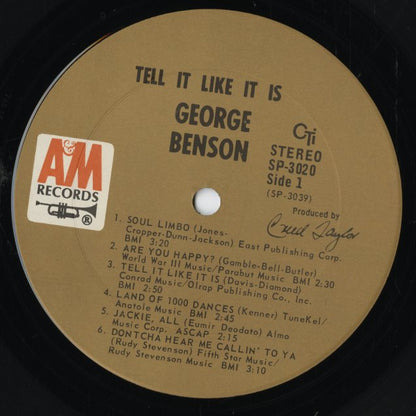 TELL IT LIKE IT IS
GEORGE
BENSON
CTi
STEREO
SP-3020
Side 1
(SP-3039)
Produced by
Creed Taylor
A&M
RECORDS
®
1. SOUL LIMBO (Jones-
Cropper-Dunn-Jackson) East Publishing Corp.
BMI 3:20
2. ARE YOU HAPPY? (Gamble-Bell-Butler)
World War III Music/Parabut Music BMI 2:30
3. TELL IT LIKE IT IS (Davis-Diamond)
Conrad Music/Olrap Publishing Co., Inc.
BMI 2:50
4. LAND OF 1000 DANCES (Kenner) TuneKel/
Anatole Music BMI 2:45
5. JACKIE, ALL (Eumir Deodato) Almo
Music Corp. ASCAP 2:15
6. DONTCHA HEAR ME CALLIN' TO YA
(Rudy Stevenson) Fifth Star Music/
Rudy Stevenson Music BMI 3:10